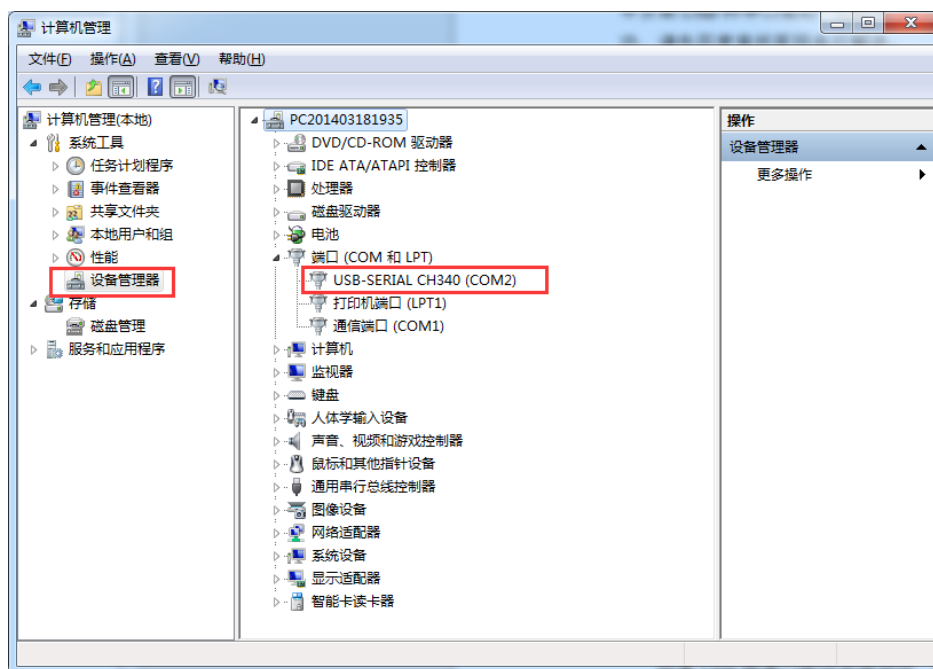 计算机管理
文件(F) 操作(A) 查看(V) 帮助(H)
计算机管理(本地)
系统工具
任务计划程序
事件查看器
共享文件夹
本地用户和组
性能
设备管理器
存储
磁盘管理
服务和应用程序
PC201403181935
DVD/CD-ROM 驱动器
IDE ATA/ATAPI 控制器
处理器
磁盘驱动器
电池
端口 (COM 和 LPT)
USB-SERIAL CH340 (COM2)
打印机端口 (LPT1)
通信端口 (COM1)
计算机
监视器
键盘
人体学输入设备
声音、视频和游戏控制器
鼠标和其他指针设备
通用串行总线控制器
图像设备
网络适配器
系统设备
显示适配器
智能卡读卡器
操作
设备管理器
更多操作